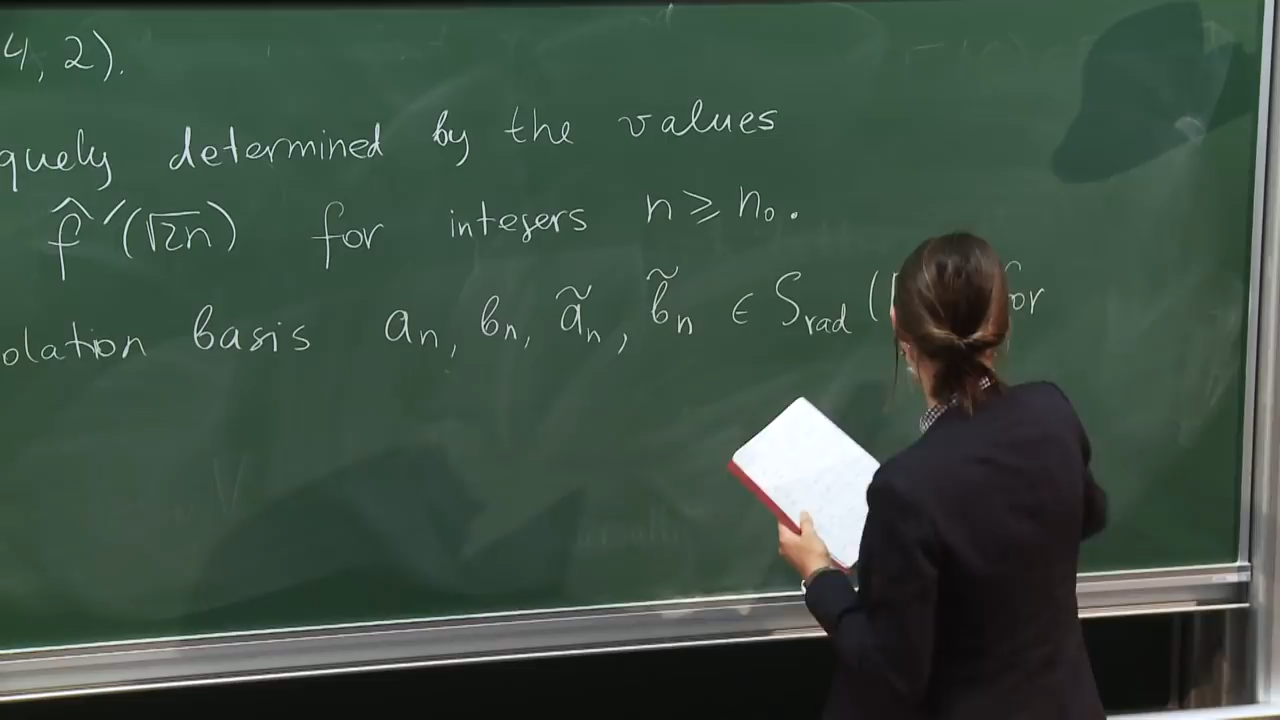 4, 2).
quely determined by the values
f̂'(√2n) for integers n ≥ n₀.
olation basis aₙ, bₙ, ãₙ, b̃ₙ ∈ S_rad ( for